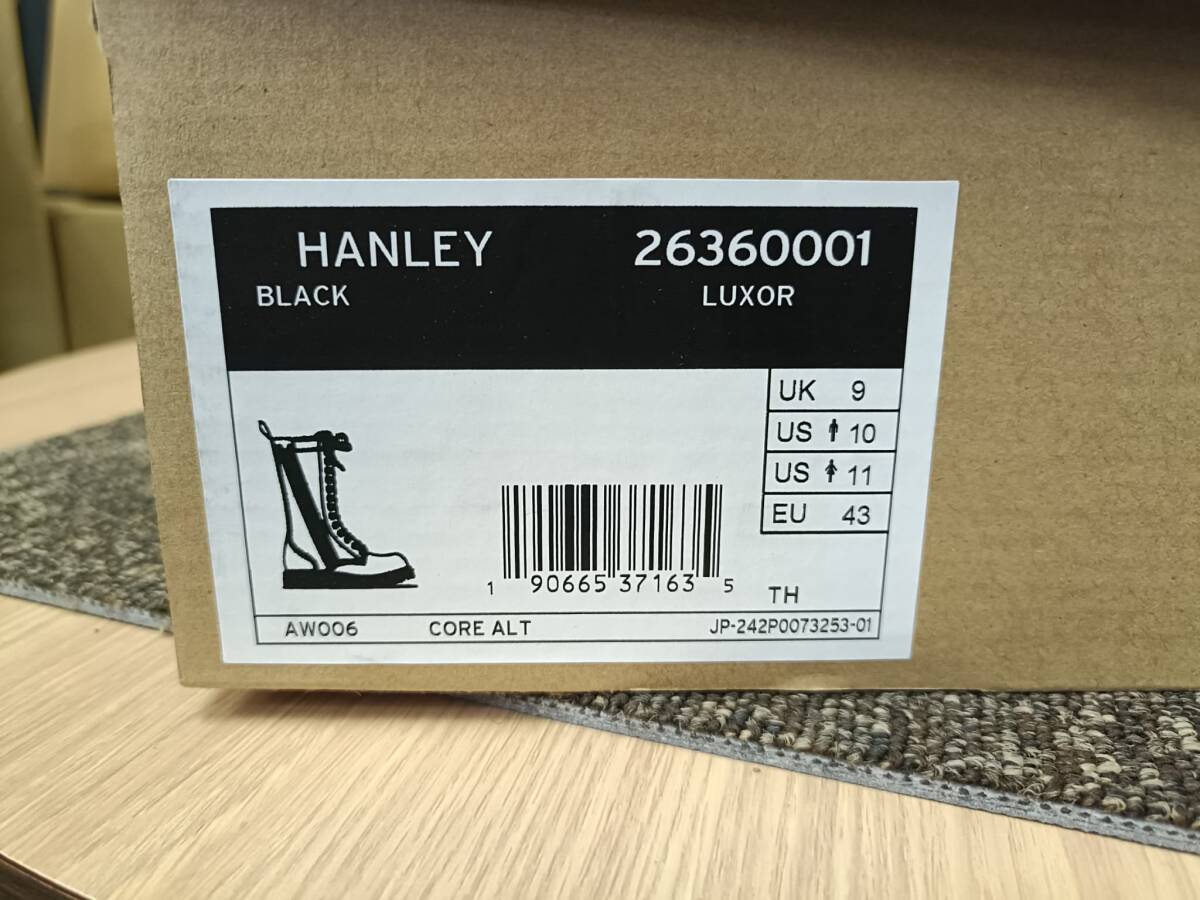 HANLEY 26360001
BLACK LUXOR
UK 9
US 10
US 11
EU 43
1 90665 37163 5
TH
AW006 CORE ALT JP-242P0073253-01